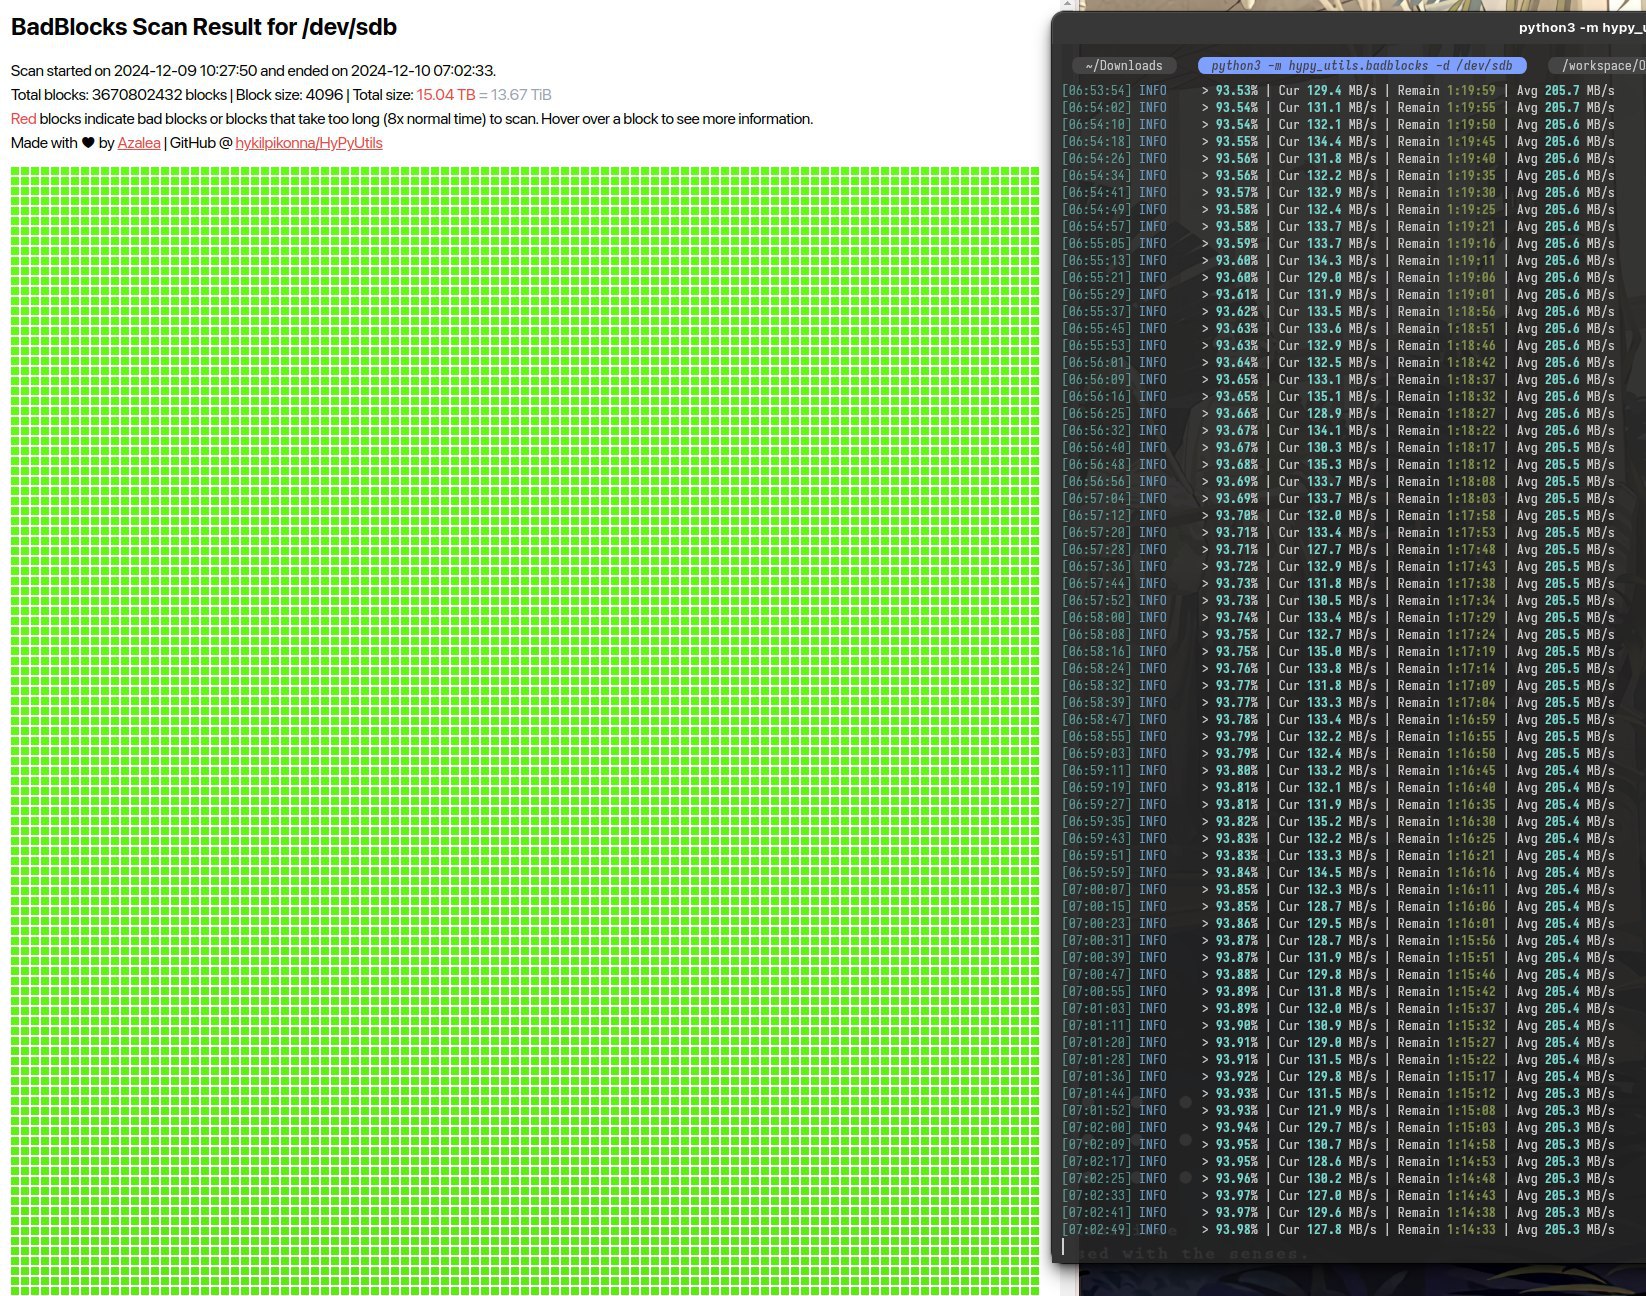 BadBlocks Scan Result for /dev/sdb
Scan started on 2024-12-09 10:27:50 and ended on 2024-12-10 07:02:33.
Total blocks: 3670802432 blocks | Block size: 4096 | Total size: 15.04 TB = 13.67 TiB
Red blocks indicate bad blocks or blocks that take too long (8x normal time) to scan. Hover over a block to see more information.
Made with ♥ by Azalea | GitHub @ hykilpikonna/HyPyUtils
python3 -m hypy_u
~/Downloads python3 -m hypy_utils.badblocks -d /dev/sdb /workspace/O
[06:53:54] INFO > 93.53% | Cur 129.4 MB/s | Remain 1:19:59 | Avg 205.7 MB/s
[06:54:02] INFO > 93.54% | Cur 131.1 MB/s | Remain 1:19:55 | Avg 205.7 MB/s
[06:54:10] INFO > 93.54% | Cur 132.1 MB/s | Remain 1:19:50 | Avg 205.6 MB/s
[06:54:18] INFO > 93.55% | Cur 134.4 MB/s | Remain 1:19:45 | Avg 205.6 MB/s
[06:54:26] INFO > 93.56% | Cur 131.8 MB/s | Remain 1:19:40 | Avg 205.6 MB/s
[06:54:34] INFO > 93.56% | Cur 132.2 MB/s | Remain 1:19:35 | Avg 205.6 MB/s
[06:54:41] INFO > 93.57% | Cur 132.9 MB/s | Remain 1:19:30 | Avg 205.6 MB/s
[06:54:49] INFO > 93.58% | Cur 132.4 MB/s | Remain 1:19:25 | Avg 205.6 MB/s
[06:54:57] INFO > 93.58% | Cur 133.7 MB/s | Remain 1:19:21 | Avg 205.6 MB/s
[06:55:05] INFO > 93.59% | Cur 133.7 MB/s | Remain 1:19:16 | Avg 205.6 MB/s
[06:55:13] INFO > 93.60% | Cur 134.3 MB/s | Remain 1:19:11 | Avg 205.6 MB/s
[06:55:21] INFO > 93.60% | Cur 129.0 MB/s | Remain 1:19:06 | Avg 205.6 MB/s
[06:55:29] INFO > 93.61% | Cur 131.9 MB/s | Remain 1:19:01 | Avg 205.6 MB/s
[06:55:37] INFO > 93.62% | Cur 133.5 MB/s | Remain 1:18:56 | Avg 205.6 MB/s
[06:55:45] INFO > 93.63% | Cur 133.6 MB/s | Remain 1:18:51 | Avg 205.6 MB/s
[06:55:53] INFO > 93.63% | Cur 132.9 MB/s | Remain 1:18:46 | Avg 205.6 MB/s
[06:56:01] INFO > 93.64% | Cur 132.5 MB/s | Remain 1:18:42 | Avg 205.6 MB/s
[06:56:09] INFO > 93.65% | Cur 133.1 MB/s | Remain 1:18:37 | Avg 205.6 MB/s
[06:56:16] INFO > 93.65% | Cur 135.1 MB/s | Remain 1:18:32 | Avg 205.6 MB/s
[06:56:25] INFO > 93.66% | Cur 128.9 MB/s | Remain 1:18:27 | Avg 205.6 MB/s
[06:56:32] INFO > 93.67% | Cur 134.1 MB/s | Remain 1:18:22 | Avg 205.6 MB/s
[06:56:40] INFO > 93.67% | Cur 130.3 MB/s | Remain 1:18:17 | Avg 205.5 MB/s
[06:56:48] INFO > 93.68% | Cur 135.3 MB/s | Remain 1:18:12 | Avg 205.5 MB/s
[06:56:56] INFO > 93.69% | Cur 133.7 MB/s | Remain 1:18:08 | Avg 205.5 MB/s
[06:57:04] INFO > 93.69% | Cur 133.7 MB/s | Remain 1:18:03 | Avg 205.5 MB/s
[06:57:12] INFO > 93.70% | Cur 132.0 MB/s | Remain 1:17:58 | Avg 205.5 MB/s
[06:57:20] INFO > 93.71% | Cur 133.4 MB/s | Remain 1:17:53 | Avg 205.5 MB/s
[06:57:28] INFO > 93.71% | Cur 127.7 MB/s | Remain 1:17:48 | Avg 205.5 MB/s
[06:57:36] INFO > 93.72% | Cur 132.9 MB/s | Remain 1:17:43 | Avg 205.5 MB/s
[06:57:44] INFO > 93.73% | Cur 131.8 MB/s | Remain 1:17:38 | Avg 205.5 MB/s
[06:57:52] INFO > 93.73% | Cur 130.5 MB/s | Remain 1:17:34 | Avg 205.5 MB/s
[06:58:00] INFO > 93.74% | Cur 133.4 MB/s | Remain 1:17:29 | Avg 205.5 MB/s
[06:58:08] INFO > 93.75% | Cur 132.7 MB/s | Remain 1:17:24 | Avg 205.5 MB/s
[06:58:16] INFO > 93.75% | Cur 135.0 MB/s | Remain 1:17:19 | Avg 205.5 MB/s
[06:58:24] INFO > 93.76% | Cur 133.8 MB/s | Remain 1:17:14 | Avg 205.5 MB/s
[06:58:32] INFO > 93.77% | Cur 131.8 MB/s | Remain 1:17:09 | Avg 205.5 MB/s
[06:58:39] INFO > 93.77% | Cur 133.3 MB/s | Remain 1:17:04 | Avg 205.5 MB/s
[06:58:47] INFO > 93.78% | Cur 133.4 MB/s | Remain 1:16:59 | Avg 205.5 MB/s
[06:58:55] INFO > 93.79% | Cur 132.2 MB/s | Remain 1:16:55 | Avg 205.5 MB/s
[06:59:03] INFO > 93.79% | Cur 132.4 MB/s | Remain 1:16:50 | Avg 205.5 MB/s
[06:59:11] INFO > 93.80% | Cur 133.2 MB/s | Remain 1:16:45 | Avg 205.4 MB/s
[06:59:19] INFO > 93.81% | Cur 132.1 MB/s | Remain 1:16:40 | Avg 205.4 MB/s
[06:59:27] INFO > 93.81% | Cur 131.9 MB/s | Remain 1:16:35 | Avg 205.4 MB/s
[06:59:35] INFO > 93.82% | Cur 135.2 MB/s | Remain 1:16:30 | Avg 205.4 MB/s
[06:59:43] INFO > 93.83% | Cur 132.2 MB/s | Remain 1:16:25 | Avg 205.4 MB/s
[06:59:51] INFO > 93.83% | Cur 133.3 MB/s | Remain 1:16:21 | Avg 205.4 MB/s
[06:59:59] INFO > 93.84% | Cur 134.5 MB/s | Remain 1:16:16 | Avg 205.4 MB/s
[07:00:07] INFO > 93.85% | Cur 132.3 MB/s | Remain 1:16:11 | Avg 205.4 MB/s
[07:00:15] INFO > 93.85% | Cur 128.7 MB/s | Remain 1:16:06 | Avg 205.4 MB/s
[07:00:23] INFO > 93.86% | Cur 129.5 MB/s | Remain 1:16:01 | Avg 205.4 MB/s
[07:00:31] INFO > 93.87% | Cur 128.7 MB/s | Remain 1:15:56 | Avg 205.4 MB/s
[07:00:39] INFO > 93.87% | Cur 131.9 MB/s | Remain 1:15:51 | Avg 205.4 MB/s
[07:00:47] INFO > 93.88% | Cur 129.8 MB/s | Remain 1:15:46 | Avg 205.4 MB/s
[07:00:55] INFO > 93.89% | Cur 131.8 MB/s | Remain 1:15:42 | Avg 205.4 MB/s
[07:01:03] INFO > 93.89% | Cur 132.0 MB/s | Remain 1:15:37 | Avg 205.4 MB/s
[07:01:11] INFO > 93.90% | Cur 130.9 MB/s | Remain 1:15:32 | Avg 205.4 MB/s
[07:01:20] INFO > 93.91% | Cur 129.0 MB/s | Remain 1:15:27 | Avg 205.4 MB/s
[07:01:28] INFO > 93.91% | Cur 131.5 MB/s | Remain 1:15:22 | Avg 205.4 MB/s
[07:01:36] INFO > 93.92% | Cur 129.8 MB/s | Remain 1:15:17 | Avg 205.4 MB/s
[07:01:44] INFO > 93.93% | Cur 131.5 MB/s | Remain 1:15:12 | Avg 205.3 MB/s
[07:01:52] INFO > 93.93% | Cur 121.9 MB/s | Remain 1:15:08 | Avg 205.3 MB/s
[07:02:00] INFO > 93.94% | Cur 129.7 MB/s | Remain 1:15:03 | Avg 205.3 MB/s
[07:02:09] INFO > 93.95% | Cur 130.7 MB/s | Remain 1:14:58 | Avg 205.3 MB/s
[07:02:17] INFO > 93.95% | Cur 128.6 MB/s | Remain 1:14:53 | Avg 205.3 MB/s
[07:02:25] INFO > 93.96% | Cur 130.2 MB/s | Remain 1:14:48 | Avg 205.3 MB/s
[07:02:33] INFO > 93.97% | Cur 127.0 MB/s | Remain 1:14:43 | Avg 205.3 MB/s
[07:02:41] INFO > 93.97% | Cur 129.6 MB/s | Remain 1:14:38 | Avg 205.3 MB/s
[07:02:49] INFO > 93.98% | Cur 127.8 MB/s | Remain 1:14:33 | Avg 205.3 MB/s
sed with the senses.